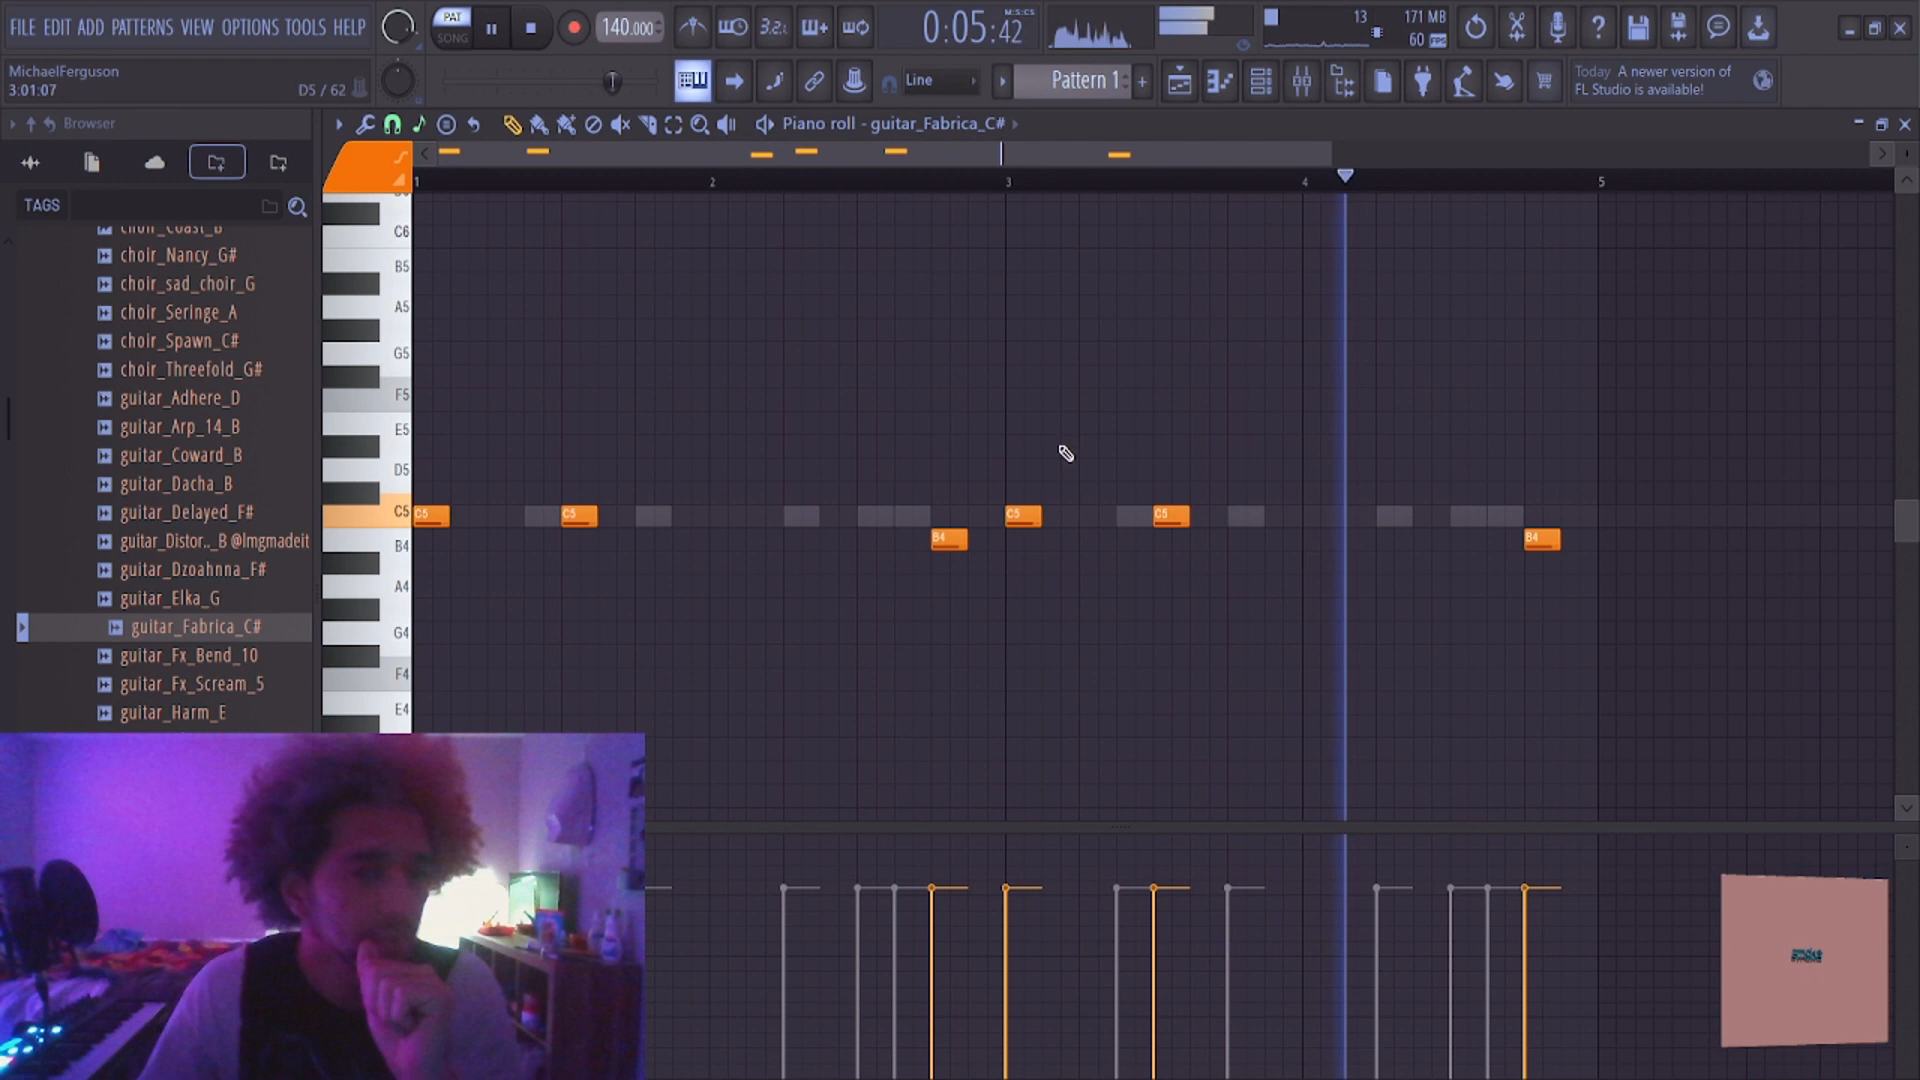 FILE EDIT ADD PATTERNS VIEW OPTIONS TOOLS HELP
PAT
SONG
140.000
3.2.
0:05:42
M:S:CS
13
171 MB
60
FPS
MichaelFerguson
3:01:07
D5 / 62
Line
Pattern 1
Today A newer version of
FL Studio is available!
Browser
Piano roll - guitar_Fabrica_C#
TAGS
choir_Coast_B
choir_Nancy_G#
choir_sad_choir_G
choir_Seringe_A
choir_Spawn_C#
choir_Threefold_G#
guitar_Adhere_D
guitar_Arp_14_B
guitar_Coward_B
guitar_Dacha_B
guitar_Delayed_F#
guitar_Distor.._B @lmgmadeit
guitar_Dzoahnna_F#
guitar_Elka_G
guitar_Fabrica_C#
guitar_Fx_Bend_10
guitar_Fx_Scream_5
guitar_Harm_E
1 2 3 4 5
C6
B5
A5
G5
F5
E5
D5
C5
B4
A4
G4
F4
E4
C5 C5 C5 C5
B4 B4